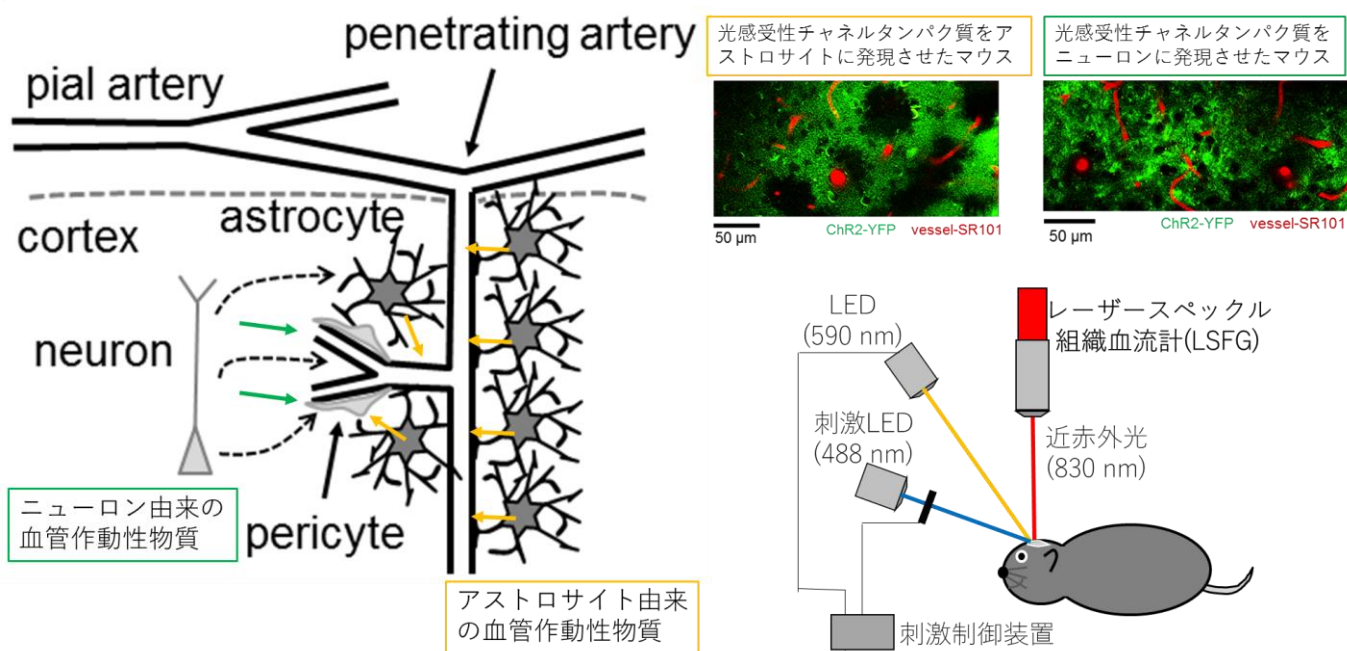 penetrating artery
pial artery
astrocyte
cortex
neuron
ニューロン由来の
血管作動性物質
pericyte
アストロサイト由来
の血管作動性物質
光感受性チャネルタンパク質をア
ストロサイトに発現させたマウス
50 μm
ChR2-YFP vessel-SR101
光感受性チャネルタンパク質を
ニューロンに発現させたマウス
50 μm
ChR2-YFP vessel-SR101
LED
(590 nm)
レーザースペックル
組織血流計(LSFG)
刺激LED
(488 nm)
近赤外光
(830 nm)
刺激制御装置